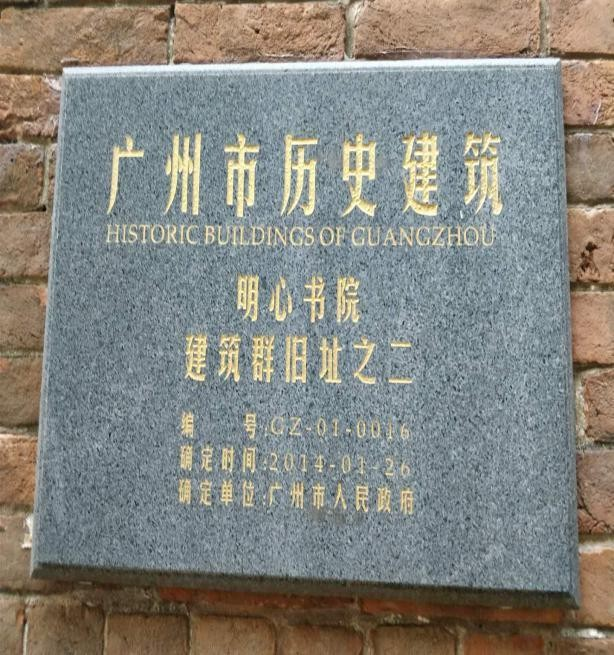 广州市历史建筑
HISTORIC BUILDINGS OF GUANGZHOU
明心书院
建筑群旧址之二
编 号:GZ-01-0016
确定时间:2014-01-26
确定单位:广州市人民政府